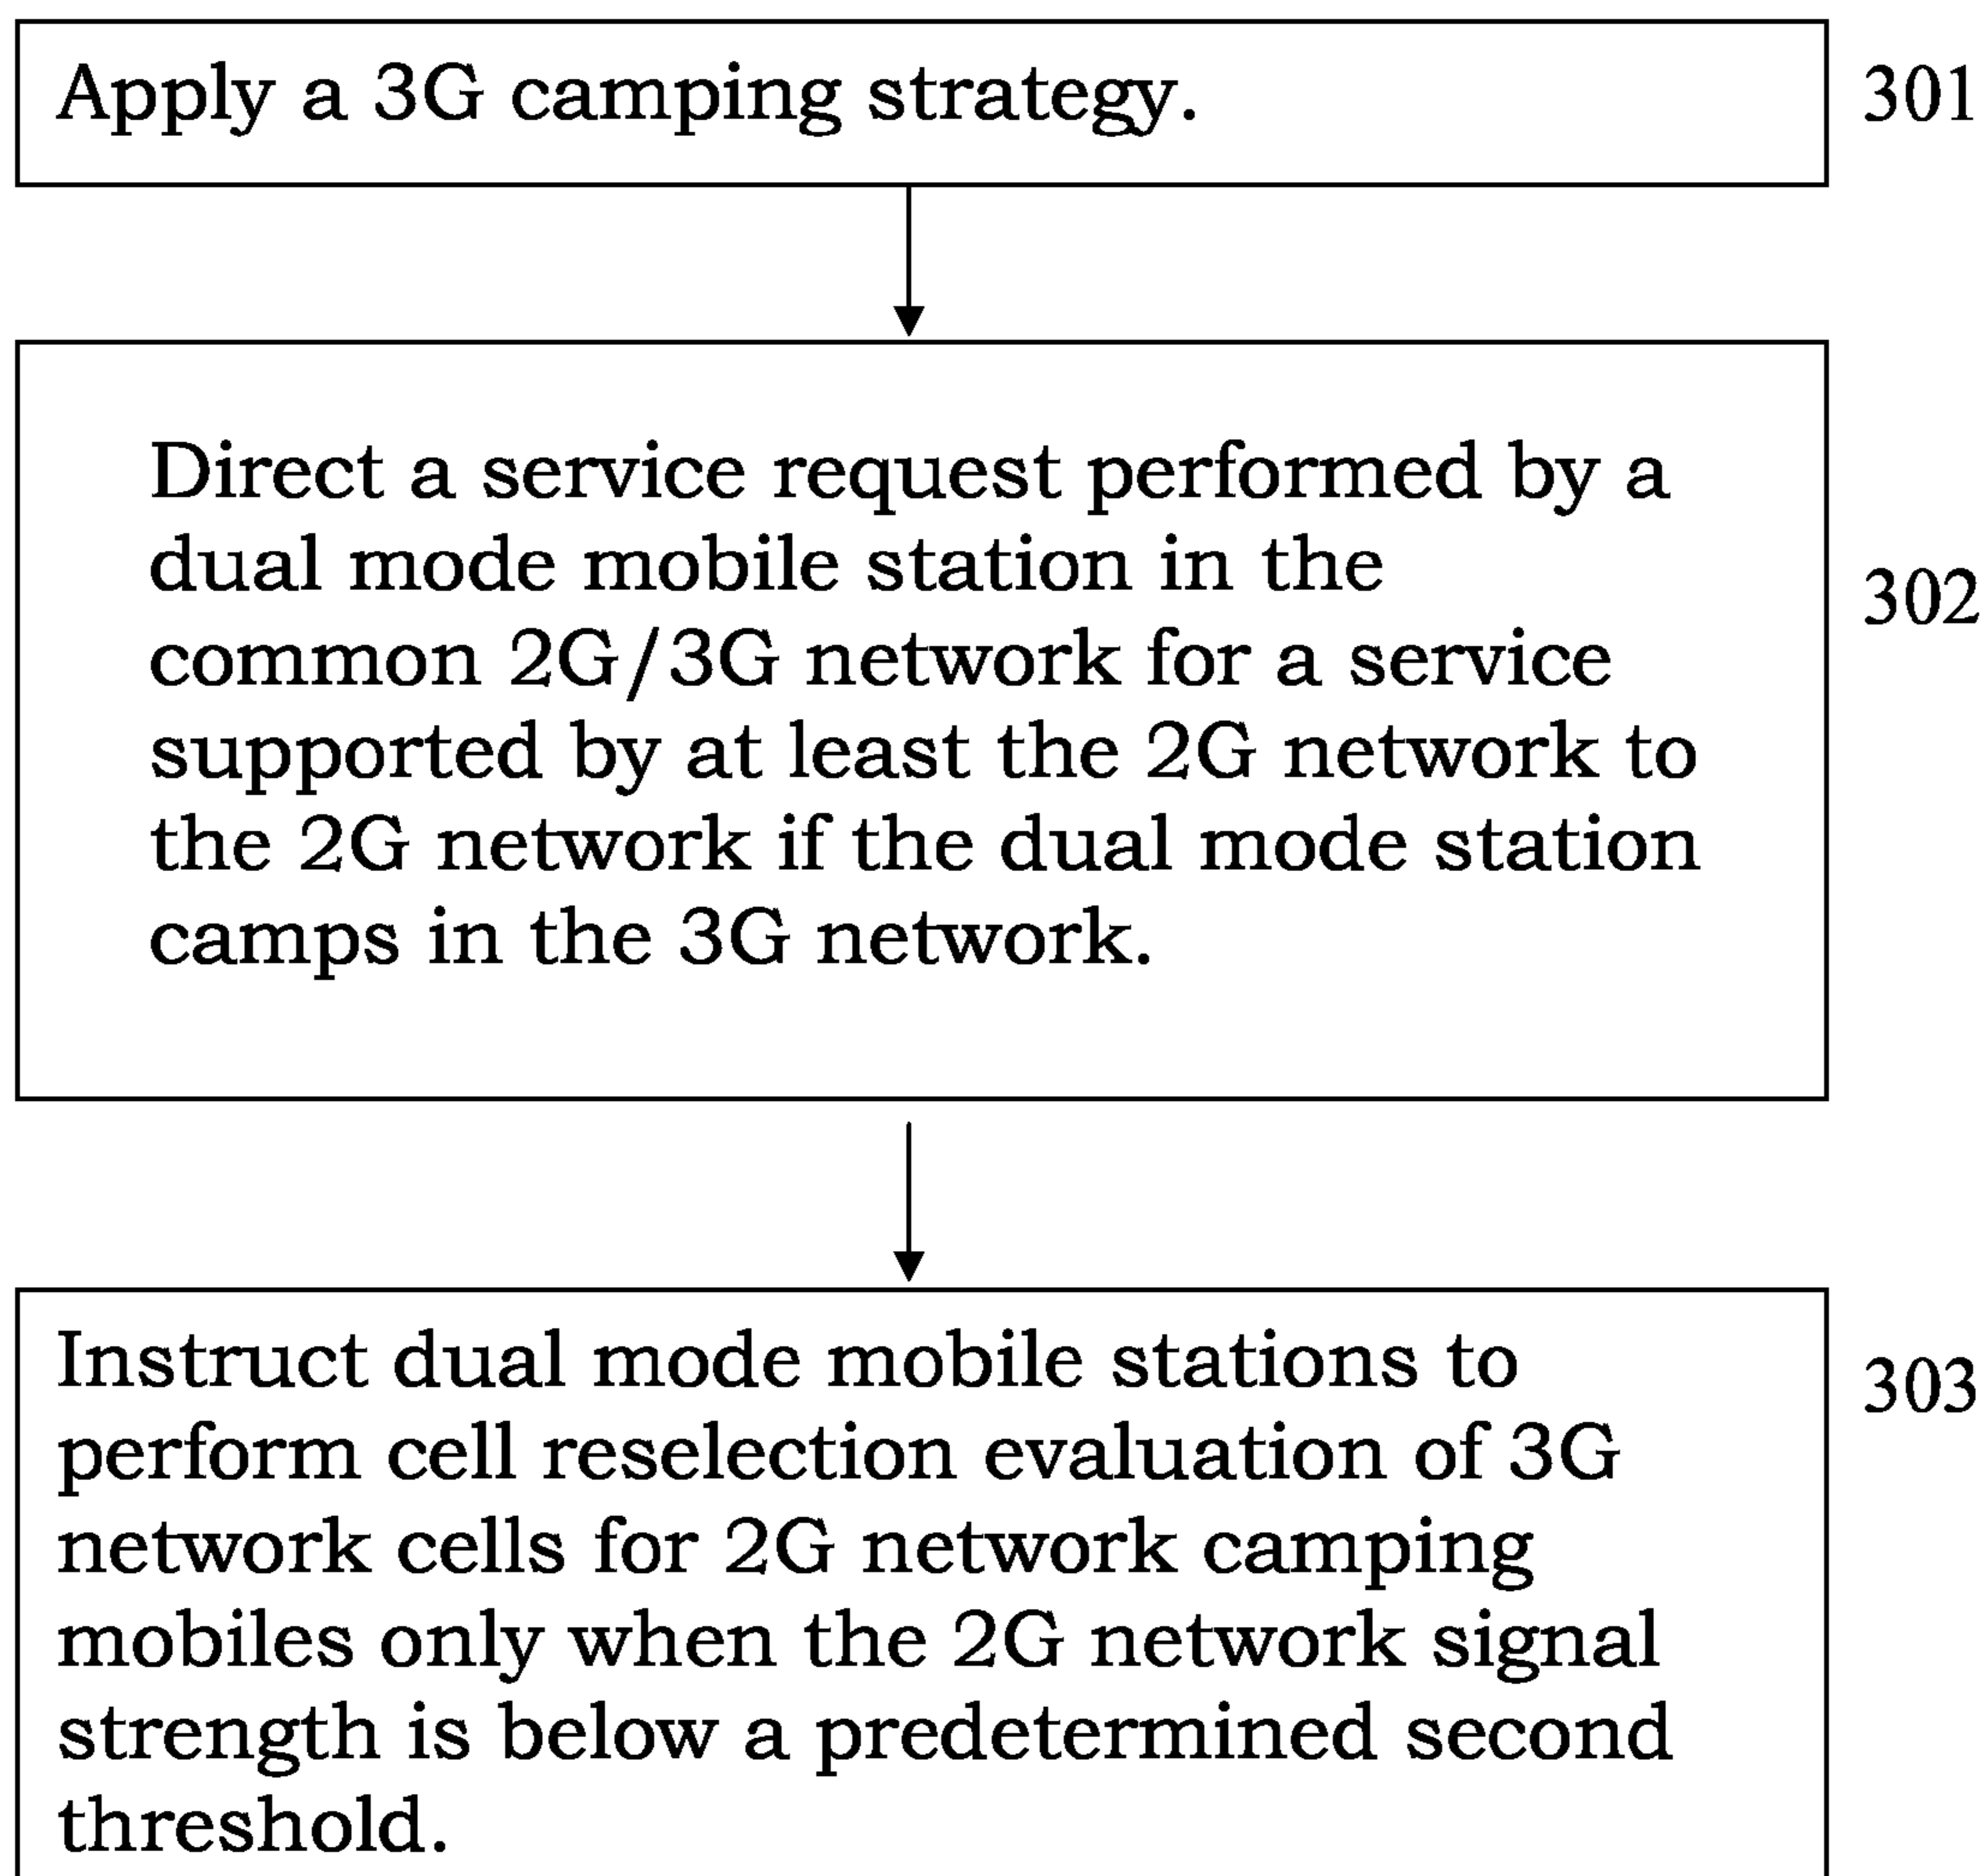 Apply a 3G camping strategy.
301
Direct a service request performed by a
dual mode mobile station in the
common 2G/3G network for a service
supported by at least the 2G network to
the 2G network if the dual mode station
camps in the 3G network.
302
Instruct dual mode mobile stations to
perform cell reselection evaluation of 3G
network cells for 2G network camping
mobiles only when the 2G network signal
strength is below a predetermined second
threshold.
303